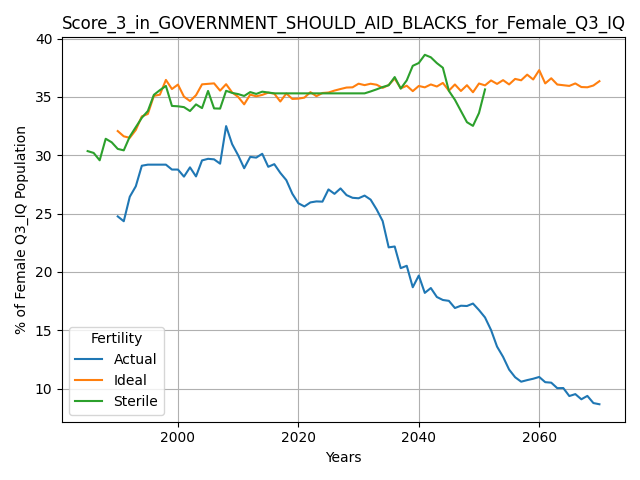 Score_3_in_GOVERNMENT_SHOULD_AID_BLACKS_for_Female_Q3_IQ
40
35
30
25
20
15
10
% of Female Q3_IQ Population
Fertility
Actual
Ideal
Sterile
2000
2020
2040
2060
Years